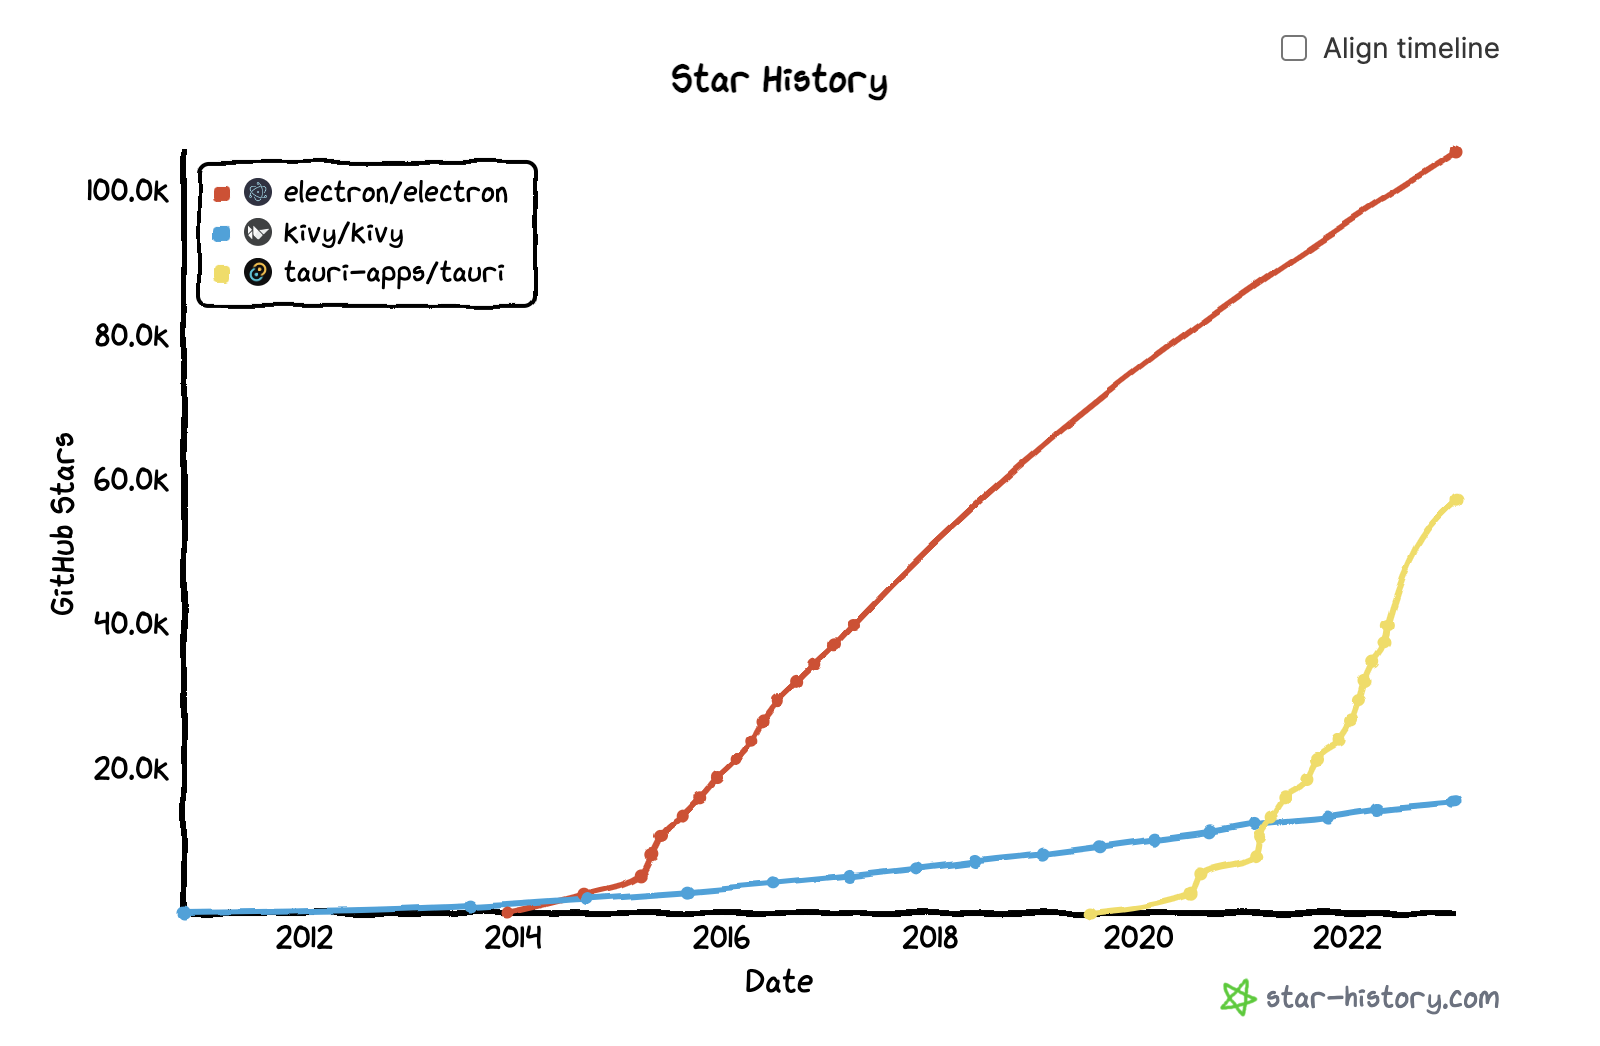 Align timeline
Star History
electron/electron
kivy/kivy
tauri-apps/tauri
100.0K
80.0K
60.0K
40.0K
20.0K
GitHub Stars
2012 2014 2016 2018 2020 2022
Date
star-history.com